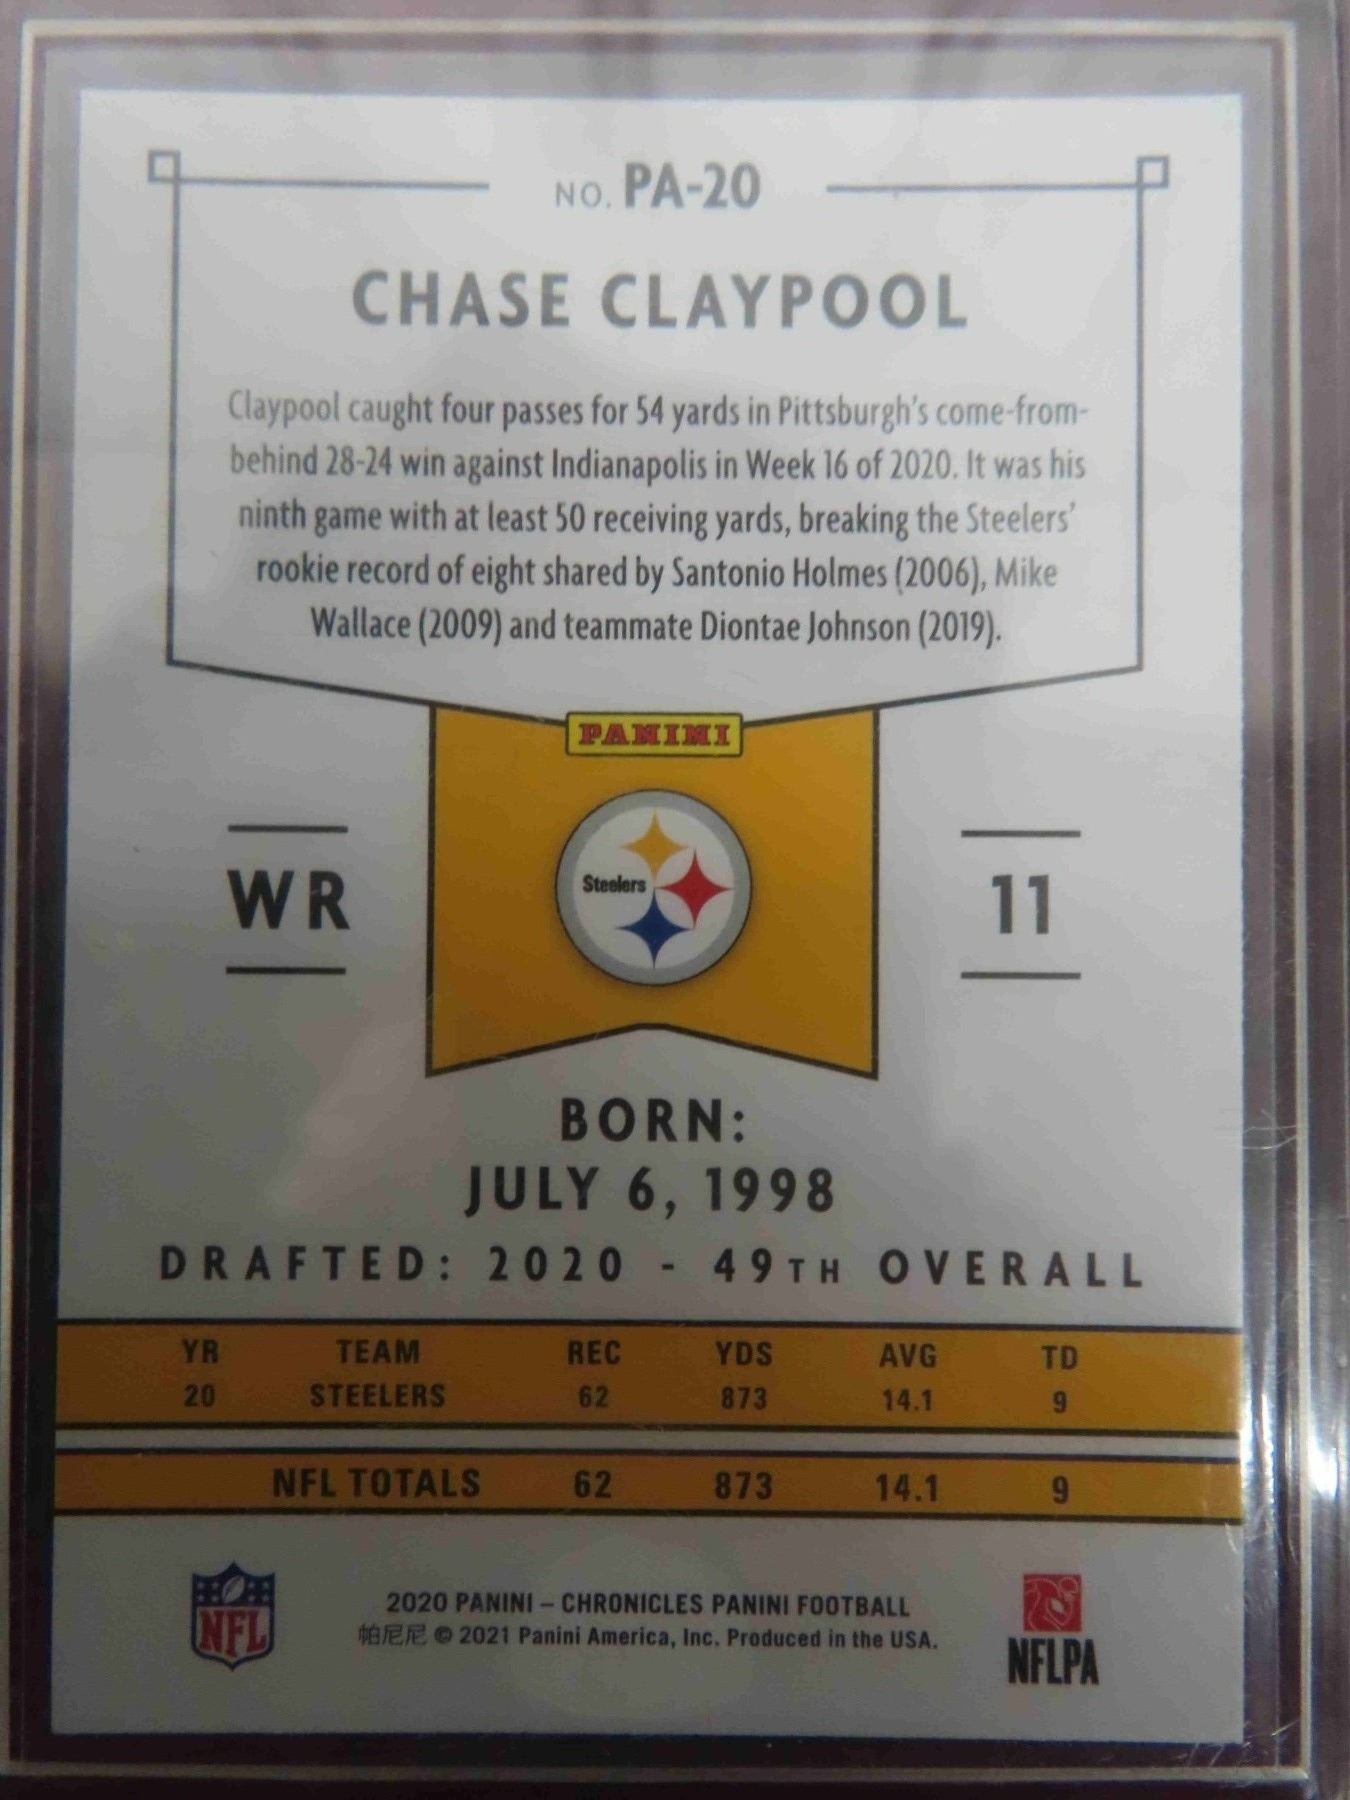 NO. PA-20
CHASE CLAYPOOL
Claypool caught four passes for 54 yards in Pittsburgh's come-from-
behind 28-24 win against Indianapolis in Week 16 of 2020. It was his
ninth game with at least 50 receiving yards, breaking the Steelers'
rookie record of eight shared by Santonio Holmes (2006), Mike
Wallace (2009) and teammate Diontae Johnson (2019).
PANINI
Steelers
WR
11
BORN:
JULY 6, 1998
DRAFTED: 2020 - 49TH OVERALL
YR TEAM REC YDS AVG TD
20 STEELERS 62 873 14.1 9
NFL TOTALS 62 873 14.1 9
NFL
2020 PANINI – CHRONICLES PANINI FOOTBALL
帕尼尼 © 2021 Panini America, Inc. Produced in the USA.
NFLPA